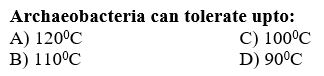 Archaeobacteria can tolerate upto:
A) 120⁰C C) 100⁰C
B) 110⁰C D) 90⁰C